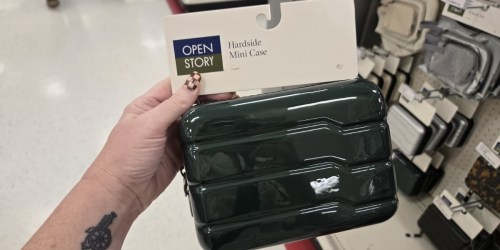 OPEN
STORY
Hardside
Mini Case